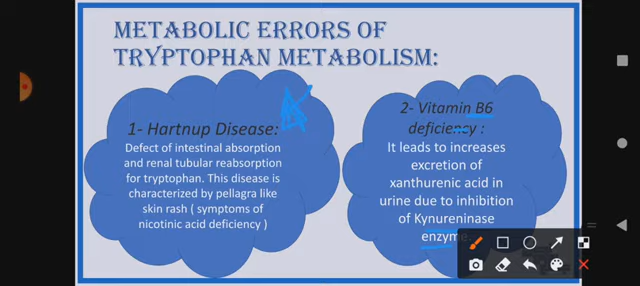 METABOLIC ERRORS OF
TRYPTOPHAN METABOLISM:
1- Hartnup Disease:
Defect of intestinal absorption
and renal tubular reabsorption
for tryptophan. This disease is
characterized by pellagra like
skin rash ( symptoms of
nicotinic acid deficiency )
2- Vitamin B6
deficiency :
It leads to increases
excretion of
xanthurenic acid in
urine due to inhibition
of Kynureninase
enzyme